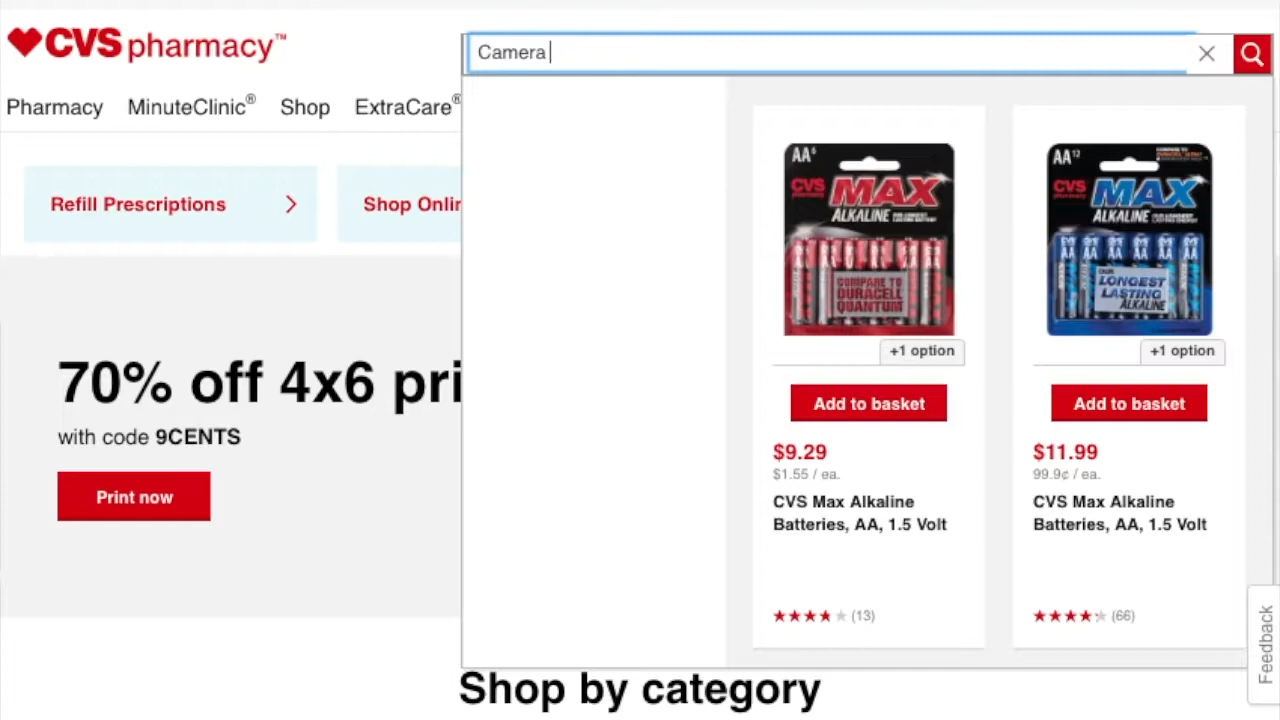 CVS pharmacy™
Camera
Pharmacy MinuteClinic® Shop ExtraCare®
Refill Prescriptions
Shop Onlin
70% off 4x6 pri
with code 9CENTS
Print now
AA6
CVS
pharmacy
MAX
ALKALINE
COMPARE TO
DURACELL
QUANTUM
+1 option
Add to basket
$9.29
$1.55 / ea.
CVS Max Alkaline
Batteries, AA, 1.5 Volt
(13)
AA12
CVS
pharmacy
MAX
ALKALINE
OUR
LONGEST
LASTING
ALKALINE
+1 option
Add to basket
$11.99
99.9¢ / ea.
CVS Max Alkaline
Batteries, AA, 1.5 Volt
(66)
Feedback
Shop by category